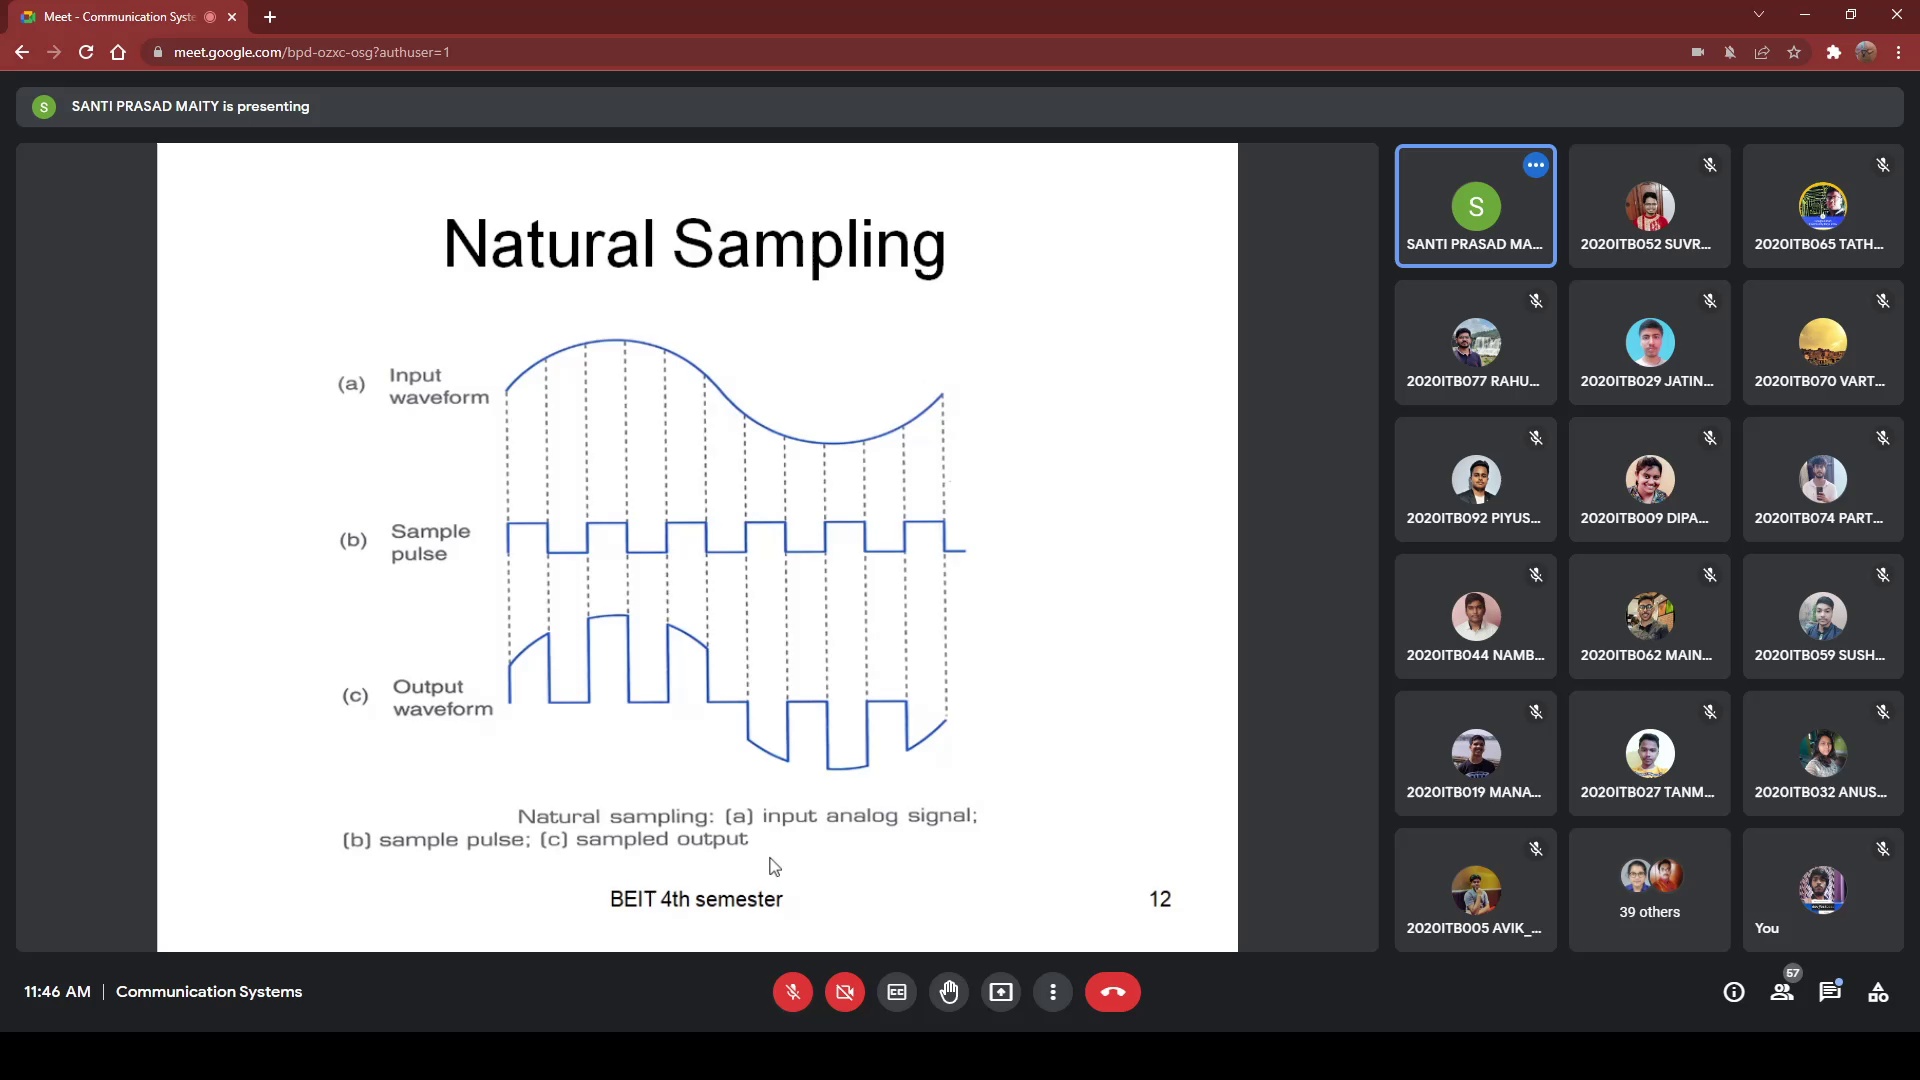 Meet - Communication Syste
meet.google.com/bpd-ozxc-osg?authuser=1
S
SANTI PRASAD MAITY is presenting
Natural Sampling
(a) Input
waveform
(b) Sample
pulse
(c) Output
waveform
Natural sampling: (a) input analog signal;
(b) sample pulse; (c) sampled output
BEIT 4th semester
12
S
SANTI PRASAD MA...
2020ITB052 SUVR...
2020ITB065 TATH...
2020ITB077 RAHU...
2020ITB029 JATIN...
2020ITB070 VART...
2020ITB092 PIYUS...
2020ITB009 DIPA...
2020ITB074 PART...
2020ITB044 NAMB...
2020ITB062 MAIN...
2020ITB059 SUSH...
2020ITB019 MANA...
2020ITB027 TANM...
2020ITB032 ANUS...
2020ITB005 AVIK_...
39 others
You
11:46 AM | Communication Systems
57